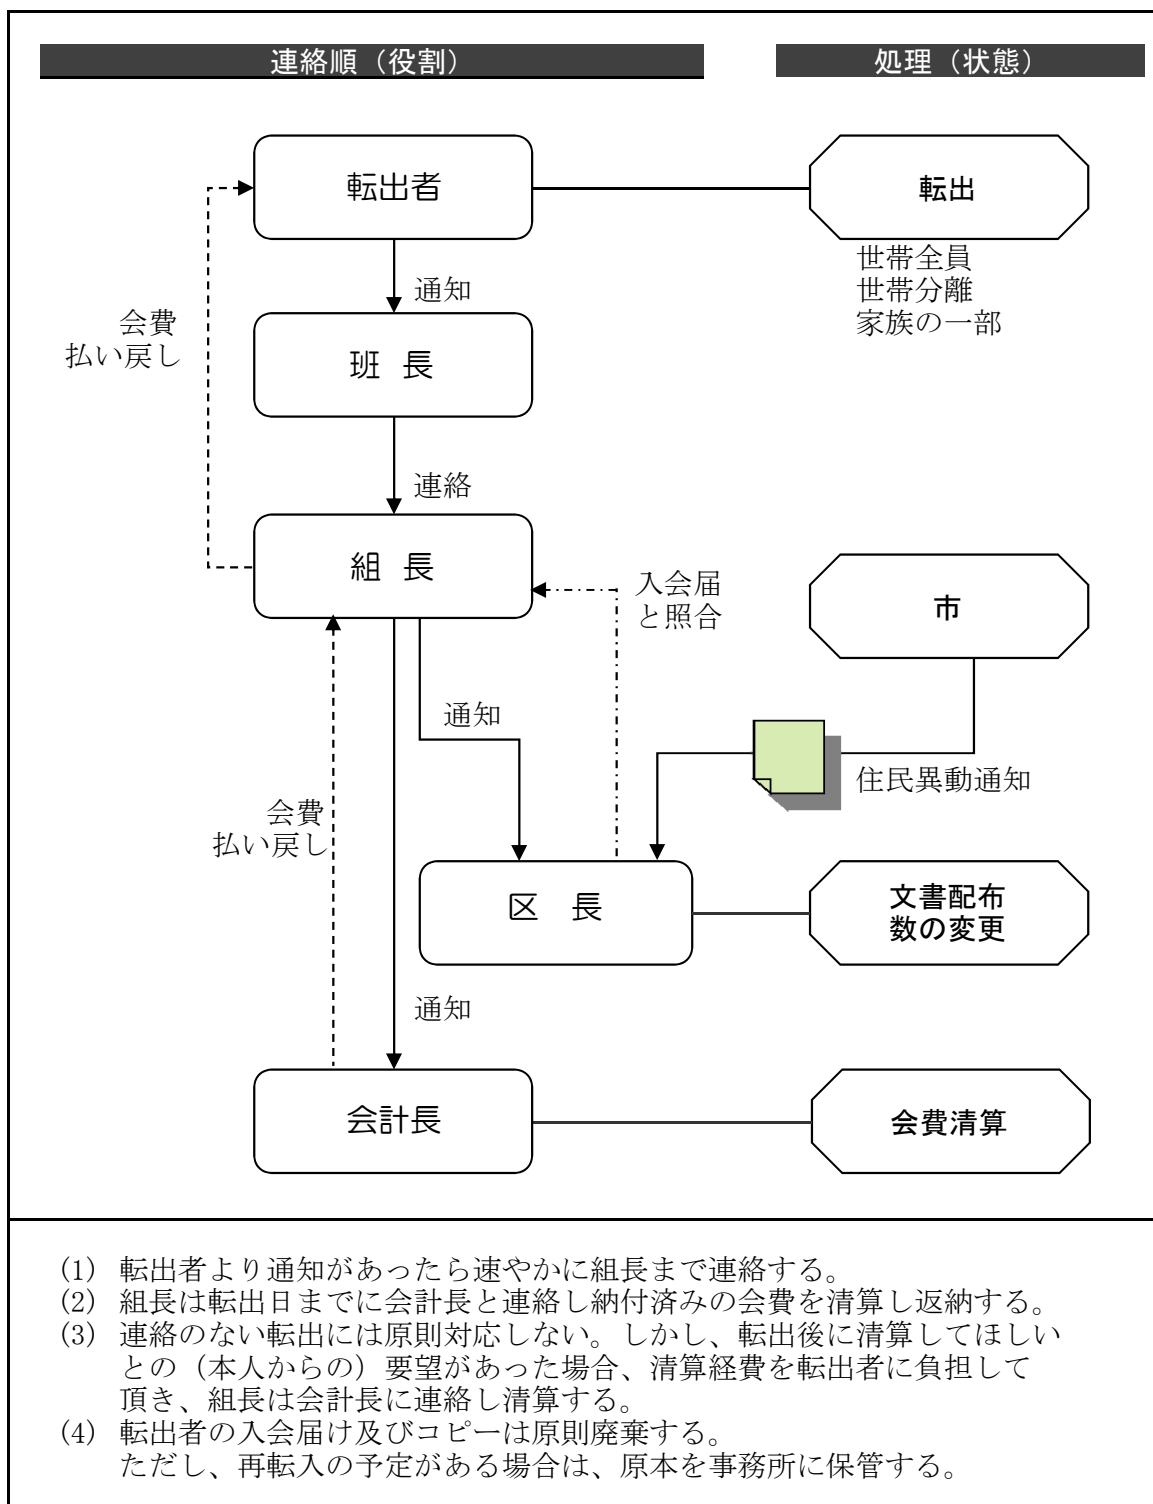 連絡順（役割）
処理（状態）
転出者
転出
世帯全員
世帯分離
家族の一部
通知
会費
払い戻し
班 長
連絡
組 長
入会届
と照合
市
通知
住民異動通知
会費
払い戻し
区 長
文書配布
数の変更
通知
会計長
会費清算
(1) 転出者より通知があったら速やかに組長まで連絡する。
(2) 組長は転出日までに会計長と連絡し納付済みの会費を清算し返納する。
(3) 連絡のない転出には原則対応しない。しかし、転出後に清算してほしい
との（本人からの）要望があった場合、清算経費を転出者に負担して
頂き、組長は会計長に連絡し清算する。
(4) 転出者の入会届け及びコピーは原則廃棄する。
ただし、再転入の予定がある場合は、原本を事務所に保管する。